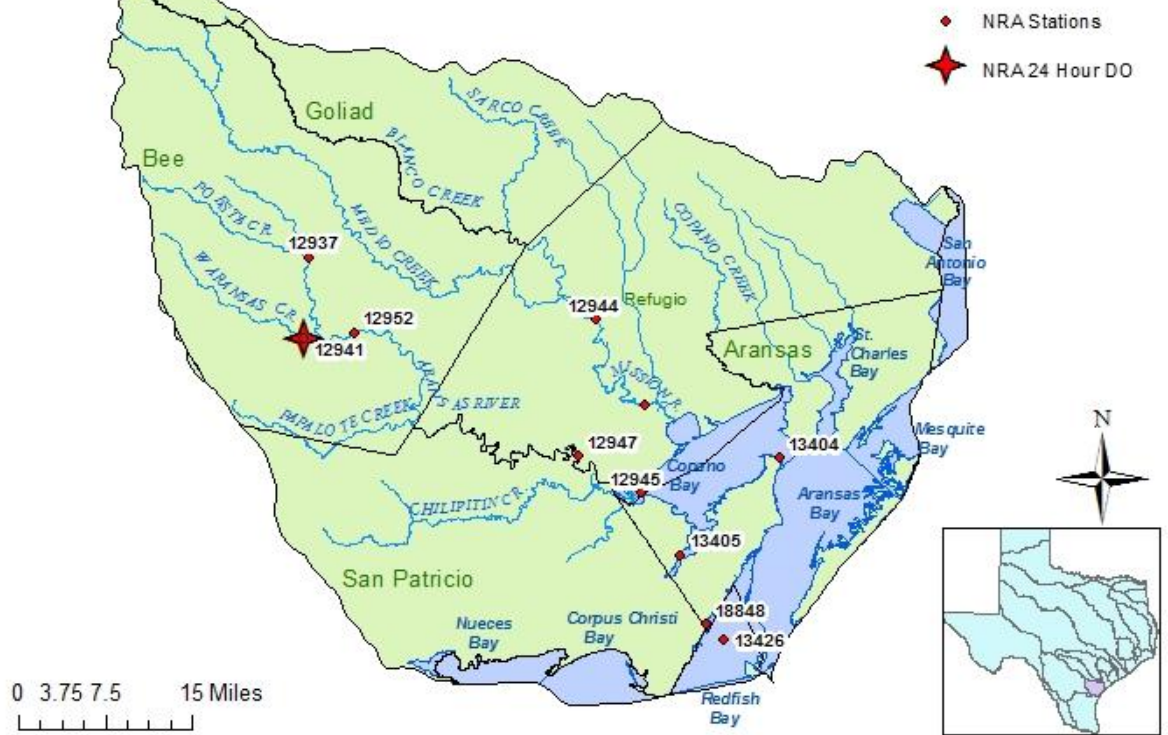 NRA Stations
NRA 24 Hour DO
Goliad
SARCO CREEK
Bee
BLANCO CREEK
POESTA CR.
MEDIO CREEK
COPANO CREEK
12937
San
Antonio
Bay
W ARANSAS CR.
12944
Refugio
12952
12941
Aransas
St.
Charles
Bay
MISSION R.
ARANSAS RIVER
PAPALOTE CREEK
Mesquite
Bay
N
12947
13404
Copano
Bay
12945
Aransas
Bay
CHILIPITIN CR.
13405
San Patricio
18848
13426
Nueces
Bay
Corpus Christi
Bay
Redfish
Bay
0 3.75 7.5 15 Miles